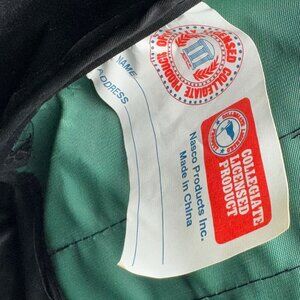 LICENSED COLLEGIATE PRODUCT
NAME
ADDRESS
Nasco Products Inc.
Made in China
COLLEGIATE
LICENSED
PRODUCT